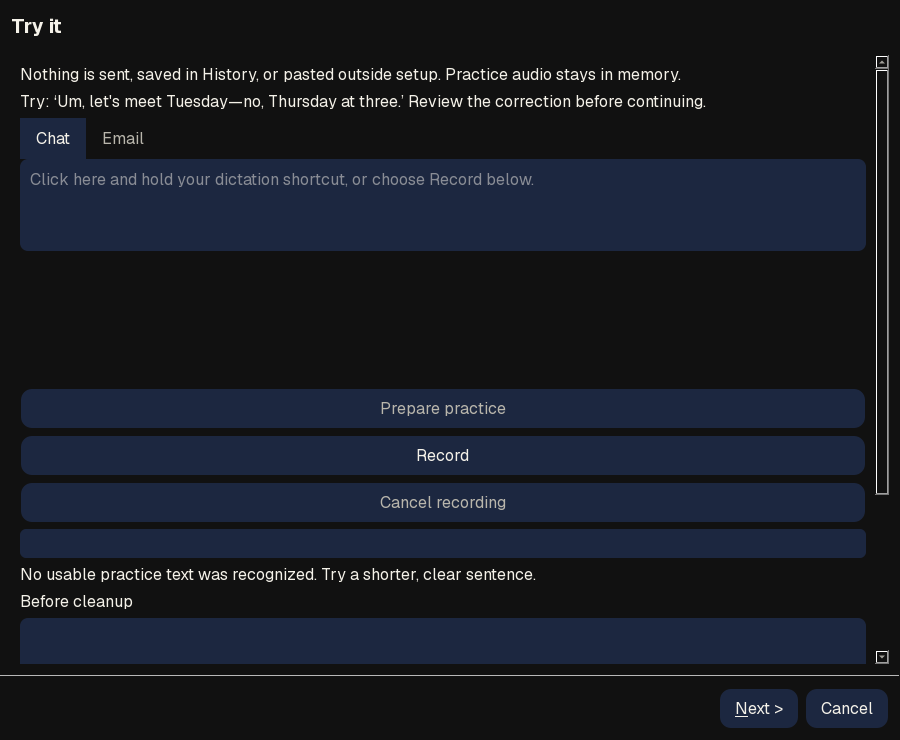 Try it
Nothing is sent, saved in History, or pasted outside setup. Practice audio stays in memory.
Try: ‘Um, let's meet Tuesday—no, Thursday at three.’ Review the correction before continuing.
Chat
Email
Click here and hold your dictation shortcut, or choose Record below.
Prepare practice
Record
Cancel recording
No usable practice text was recognized. Try a shorter, clear sentence.
Before cleanup
Next >
Cancel